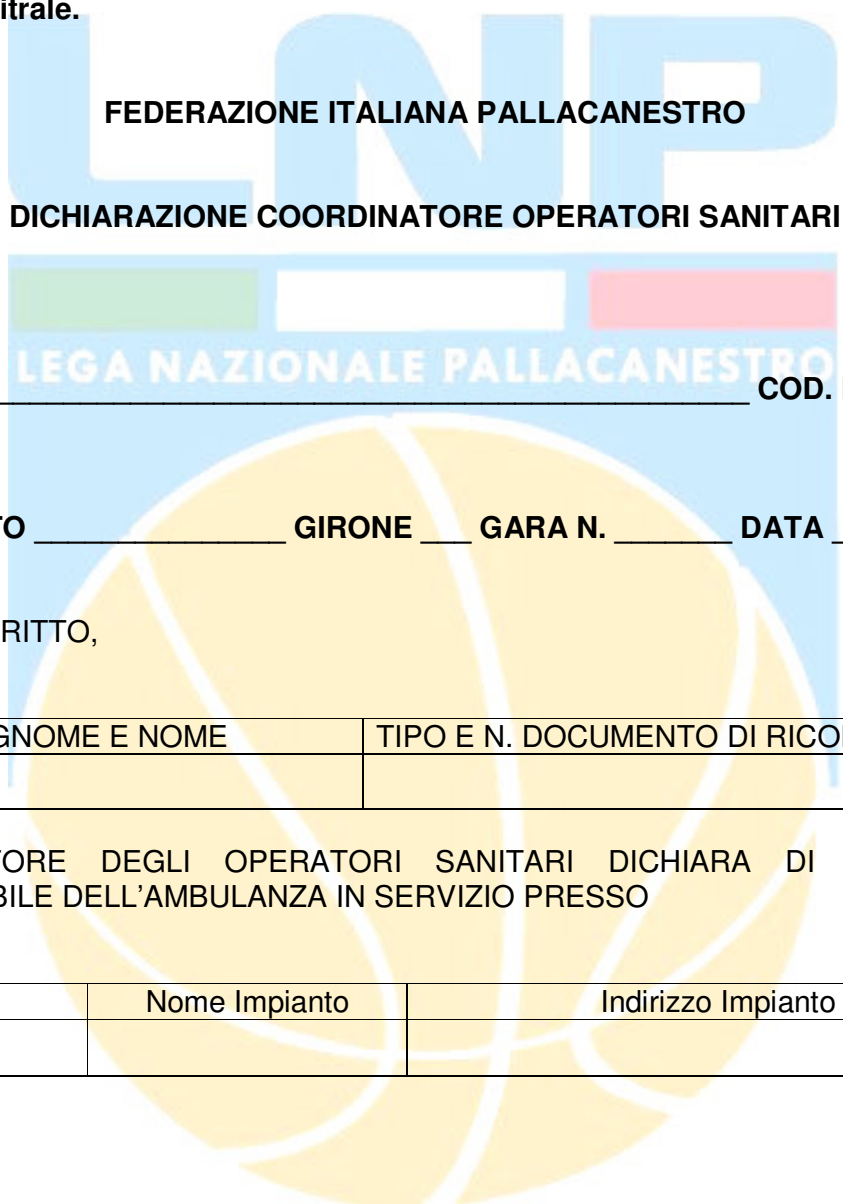 itrale.
LNP
FEDERAZIONE ITALIANA PALLACANESTRO
DICHIARAZIONE COORDINATORE OPERATORI SANITARI
LEGA NAZIONALE PALLACANESTRO
_____________________________________________ COD.
TO _______________ GIRONE ___ GARA N. _______ DATA _
RITTO,
GNOME E NOME TIPO E N. DOCUMENTO DI RICO
TORE DEGLI OPERATORI SANITARI DICHIARA DI
BILE DELL’AMBULANZA IN SERVIZIO PRESSO
Nome Impianto Indirizzo Impianto